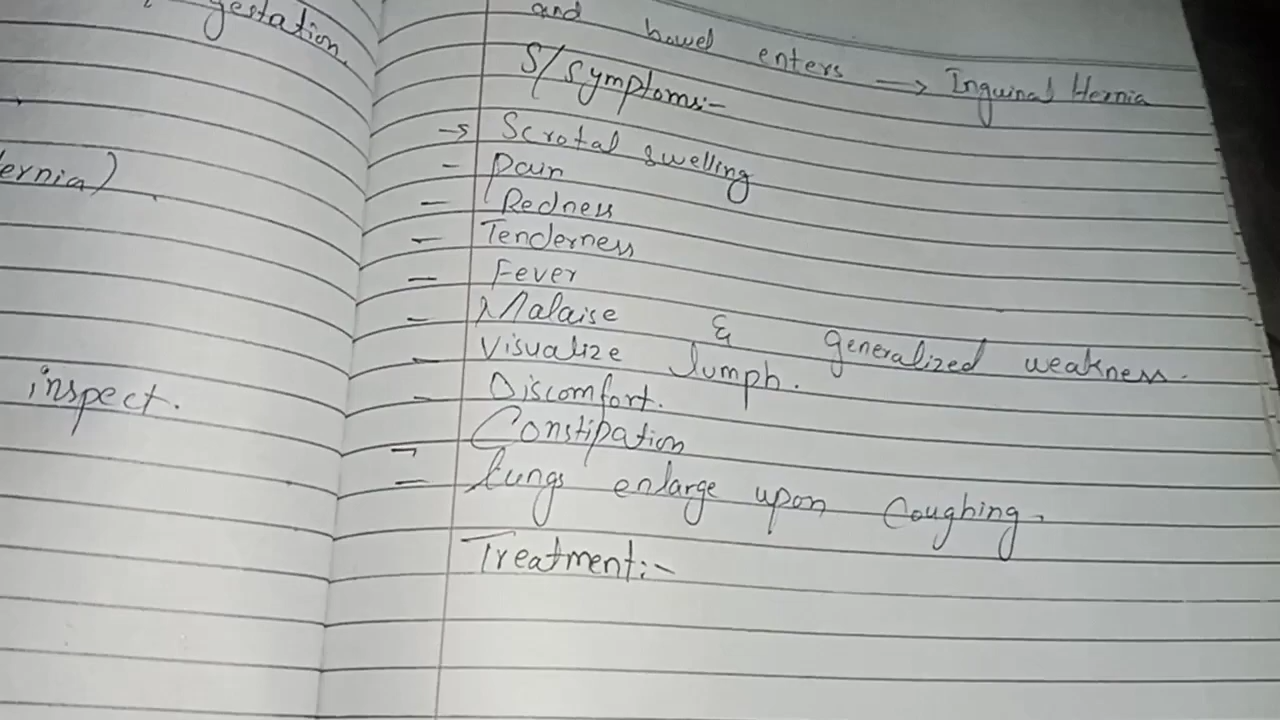 gestation.
ernia)
inspect.
and bowel enters → Inguinal Hernia
S/Symptoms:-
→ Scrotal swelling
- Pain
- Redness
- Tenderness
- Fever
- Malaise & generalized weakness.
- Visualize lumph.
- Discomfort.
- Constipation
= Lungs enlarge upon Coughing.
Treatment:-